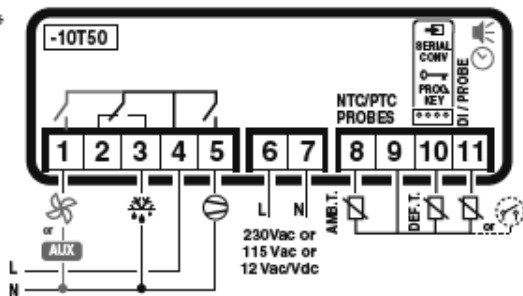 -10T50
SERIAL
CONV
PROG.
KEY
DI / PROBE
NTC/PTC
PROBES
1 2 3 4 5 6 7 8 9 10 11
L N
AMB.T.
DEF.T.
or
AUX
or
230Vac or
115 Vac or
12 Vac/Vdc
L
N